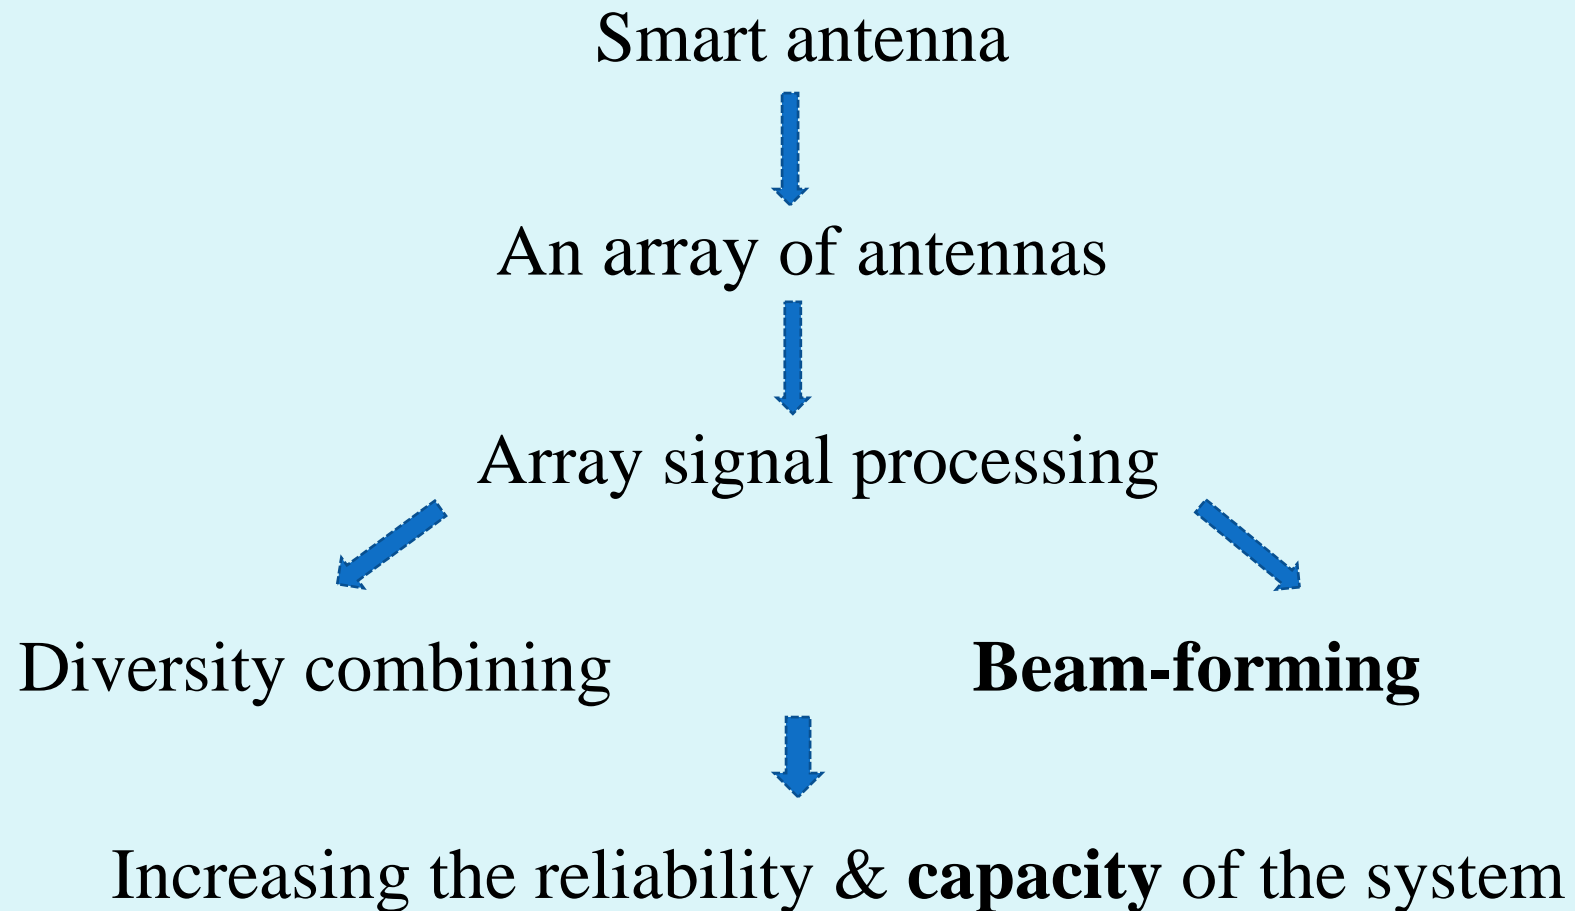 Smart antenna
An array of antennas
Array signal processing
Diversity combining
Beam-forming
Increasing the reliability & capacity of the system